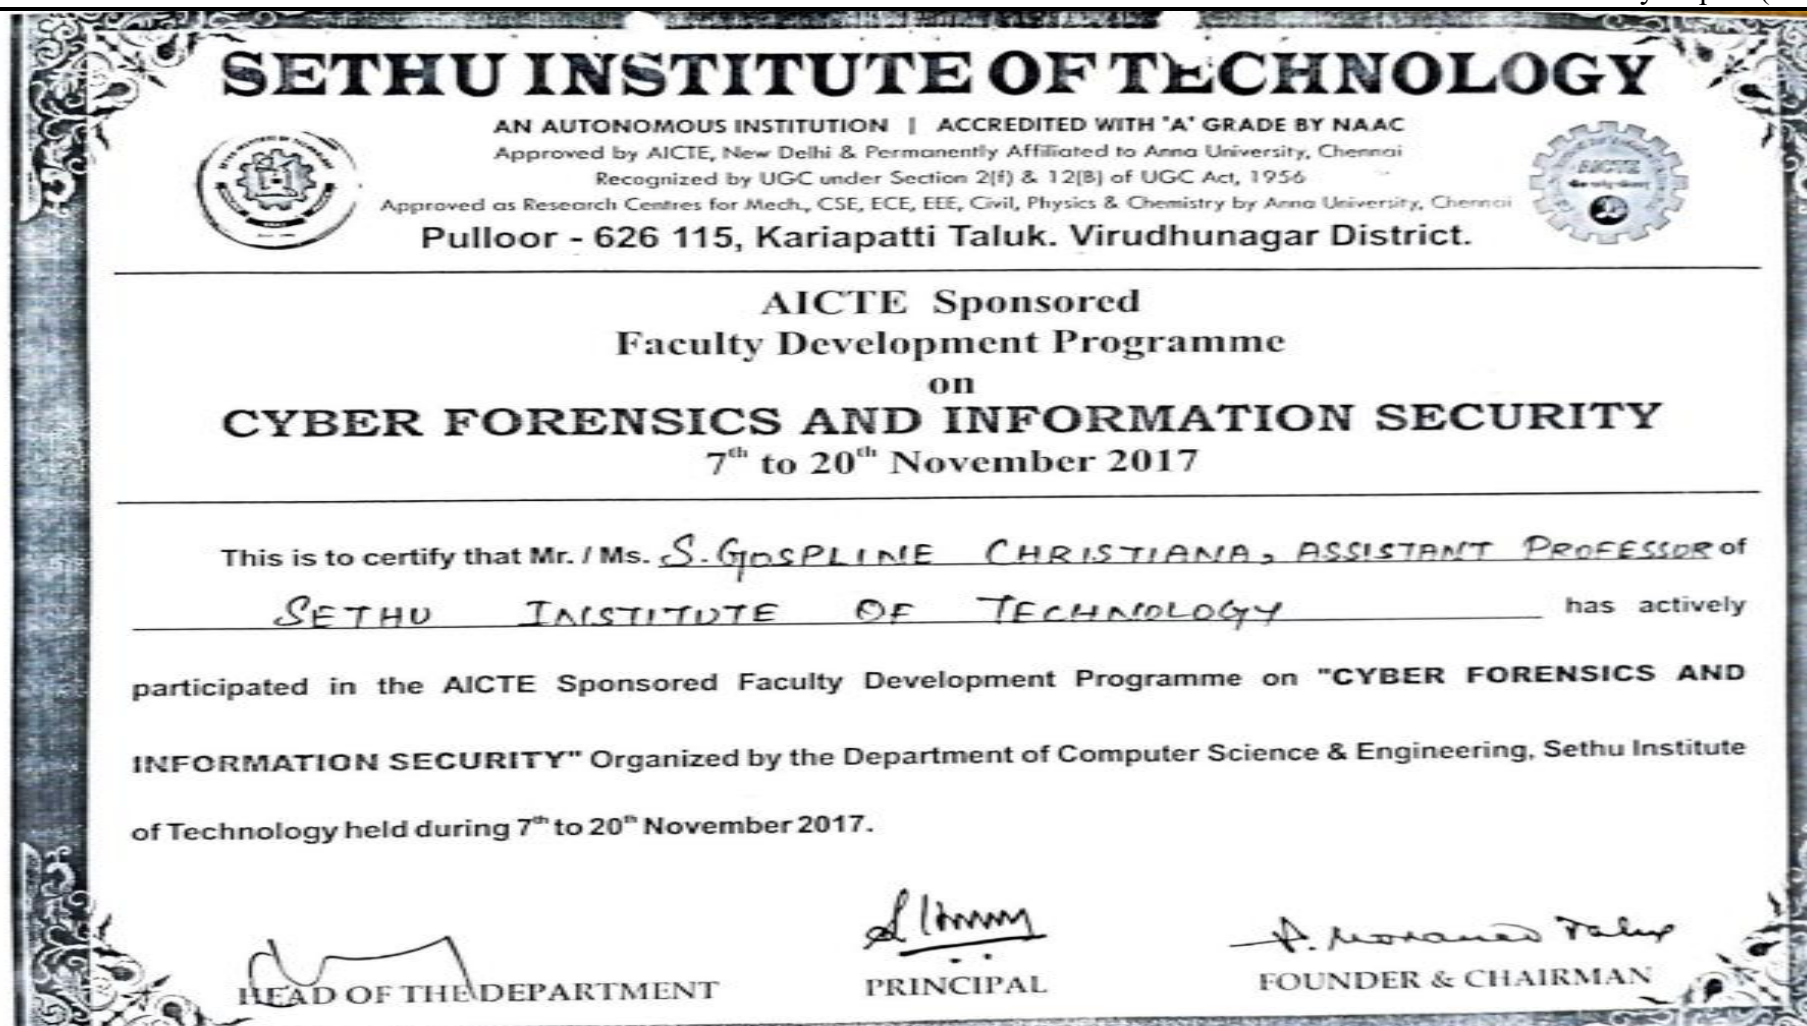 SETHU INSTITUTE OF TECHNOLOGY
AN AUTONOMOUS INSTITUTION | ACCREDITED WITH "A" GRADE BY NAAC
Approved by AICTE, New Delhi & Permanently Affiliated to Anna University, Chennai
Recognized by UGC under Section 2(f) & 12(B) of UGC Act, 1956
Approved as Research Centres for Mech., CSE, ECE, EEE, Civil, Physics & Chemistry by Anna University, Chennai
Pulloor - 626 115, Kariapatti Taluk. Virudhunagar District.
AICTE
AICTE Sponsored
Faculty Development Programme
on
CYBER FORENSICS AND INFORMATION SECURITY
7th to 20th November 2017
This is to certify that Mr. / Ms. S. GOSPLINE CHRISTIANA, ASSISTANT PROFESSOR of
SETHU INSTITUTE OF TECHNOLOGY has actively
participated in the AICTE Sponsored Faculty Development Programme on "CYBER FORENSICS AND
INFORMATION SECURITY" Organized by the Department of Computer Science & Engineering, Sethu Institute
of Technology held during 7th to 20th November 2017.
HEAD OF THE DEPARTMENT
PRINCIPAL
FOUNDER & CHAIRMAN